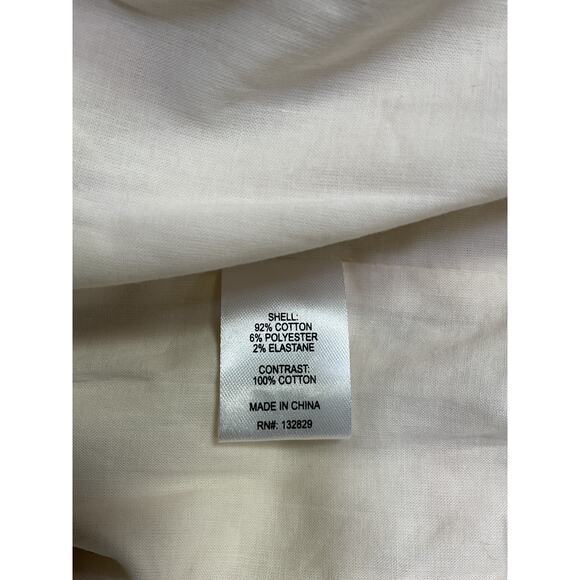 SHELL:
92% COTTON
6% POLYESTER
2% ELASTANE
CONTRAST:
100% COTTON
MADE IN CHINA
RN#: 132829